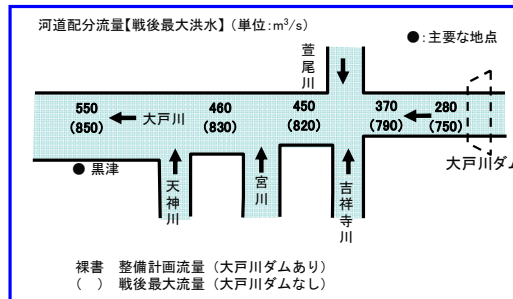 河道配分流量【戦後最大洪水】（単位:m³/s）
●:主要な地点
萱尾川
550
(850)
大戸川
460
(830)
450
(820)
370
(790)
280
(750)
大戸川ダム
●黒津
天神川
宮川
吉祥寺川
裸書　整備計画流量（大戸川ダムあり）
（　）戦後最大流量（大戸川ダムなし）